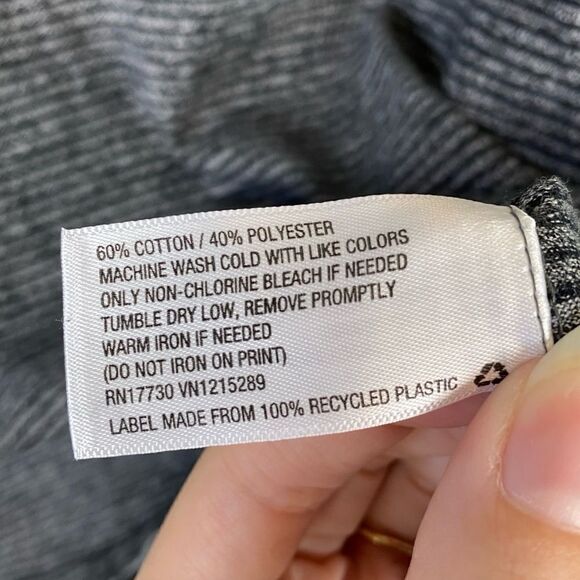 60% COTTON / 40% POLYESTER
MACHINE WASH COLD WITH LIKE COLORS
ONLY NON-CHLORINE BLEACH IF NEEDED
TUMBLE DRY LOW, REMOVE PROMPTLY
WARM IRON IF NEEDED
(DO NOT IRON ON PRINT)
RN17730 VN1215289
LABEL MADE FROM 100% RECYCLED PLASTIC